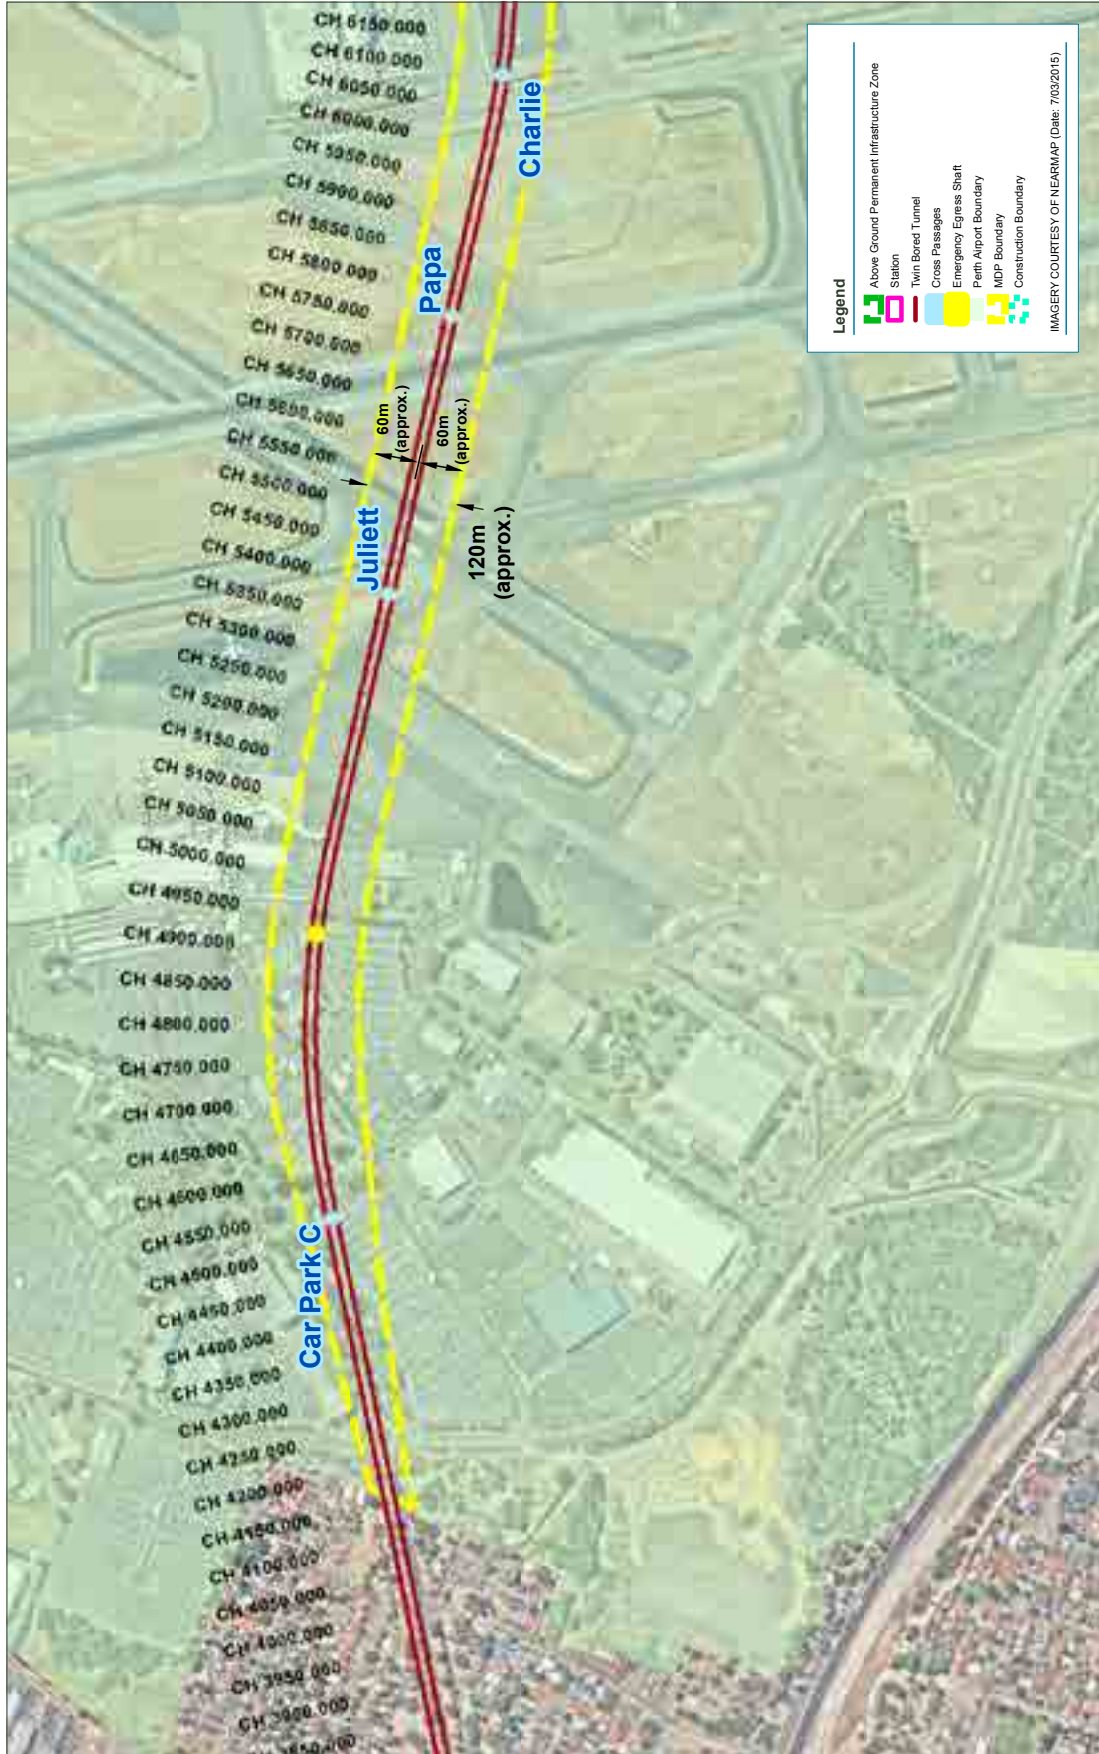 CH 6150.000
CH 6100.000
CH 6050.000
CH 6000.000
CH 5950.000
CH 5900.000
CH 5850.000
CH 5800.000
CH 5750.000
CH 5700.000
CH 5650.000
CH 5600.000
CH 5550.000
CH 5500.000
CH 5450.000
CH 5400.000
CH 5350.000
CH 5300.000
CH 5250.000
CH 5200.000
CH 5150.000
CH 5100.000
CH 5050.000
CH 5000.000
CH 4950.000
CH 4900.000
CH 4850.000
CH 4800.000
CH 4750.000
CH 4700.000
CH 4650.000
CH 4600.000
CH 4550.000
CH 4500.000
CH 4450.000
CH 4400.000
CH 4350.000
CH 4300.000
CH 4250.000
CH 4200.000
CH 4150.000
CH 4100.000
CH 4050.000
CH 4000.000
CH 3950.000
CH 3900.000
Charlie
Papa
Juliett
Car Park C
60m
(approx.)
60m
(approx.)
120m
(approx.)
Legend
Above Ground Permanent Infrastructure Zone
Station
Twin Bored Tunnel
Cross Passages
Emergency Egress Shaft
Perth Airport Boundary
MDP Boundary
Construction Boundary
IMAGERY COURTESY OF NEARMAP (Date: 7/03/2015)